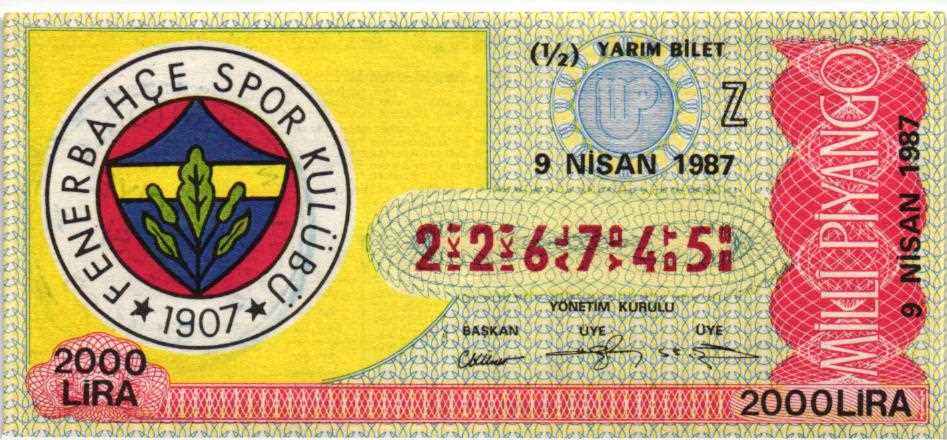 FENERBAHÇE SPOR KULÜBÜ
★ 1907 ★
2000
LİRA
(1/2) YARIM BİLET
Z
9 NİSAN 1987
2 2 6 7 4 5
YÖNETİM KURULU
BAŞKAN ÜYE ÜYE
2000 LİRA
MİLLİ PİYANGO
9 NİSAN 1987